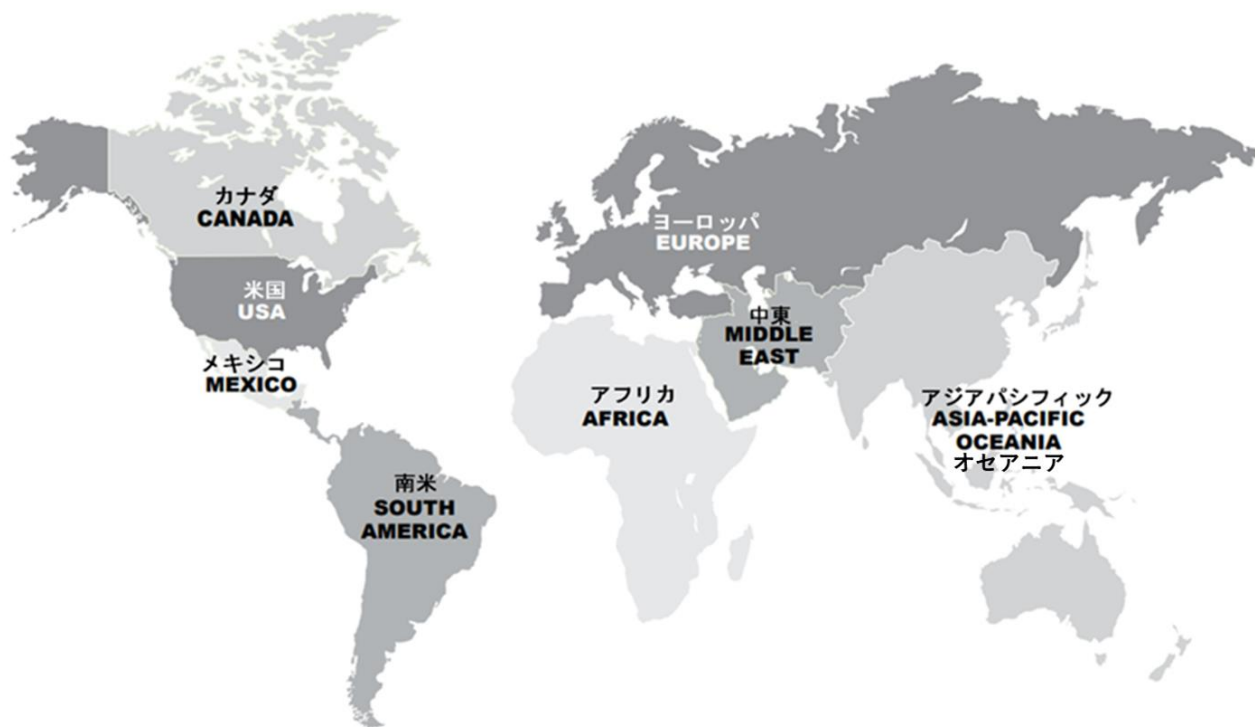 カナダ
CANADA
ヨーロッパ
EUROPE
米国
USA
中東
MIDDLE
EAST
メキシコ
MEXICO
アフリカ
AFRICA
アジアパシフィック
ASIA-PACIFIC
OCEANIA
オセアニア
南米
SOUTH
AMERICA